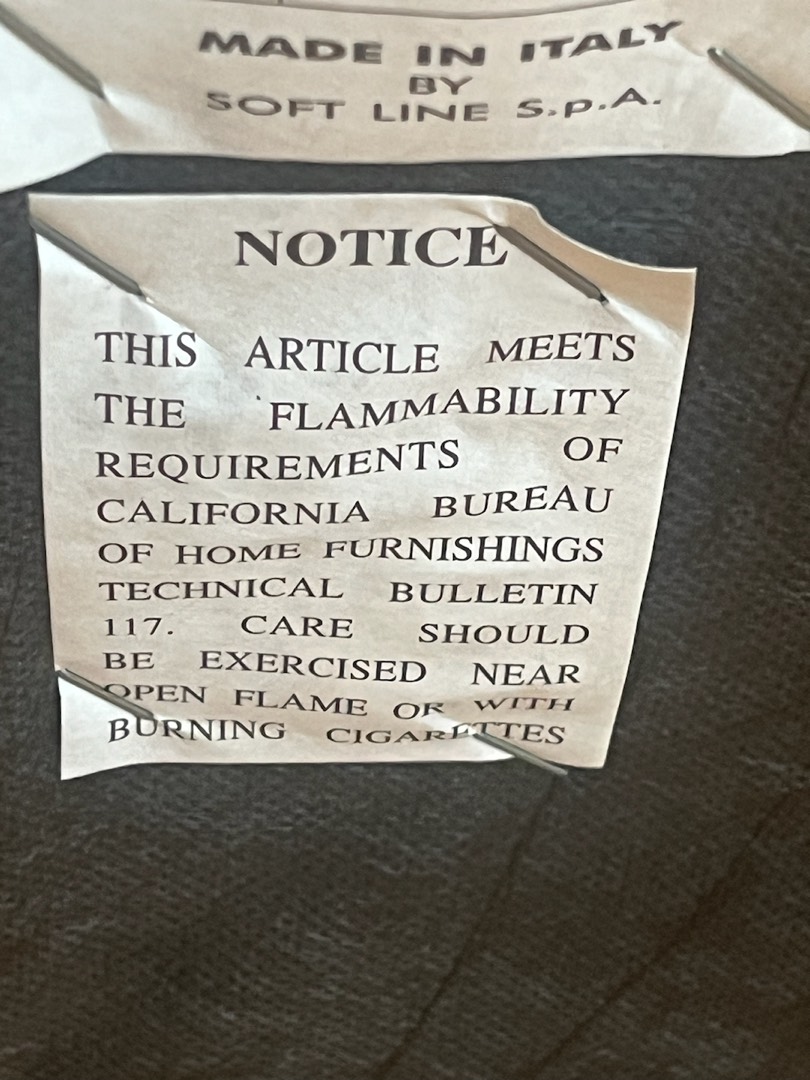 MADE IN ITALY
BY
SOFT LINE S.p.A.
NOTICE
THIS ARTICLE MEETS
THE FLAMMABILITY
REQUIREMENTS OF
CALIFORNIA BUREAU
OF HOME FURNISHINGS
TECHNICAL BULLETIN
117. CARE SHOULD
BE EXERCISED NEAR
OPEN FLAME OR WITH
BURNING CIGARETTES